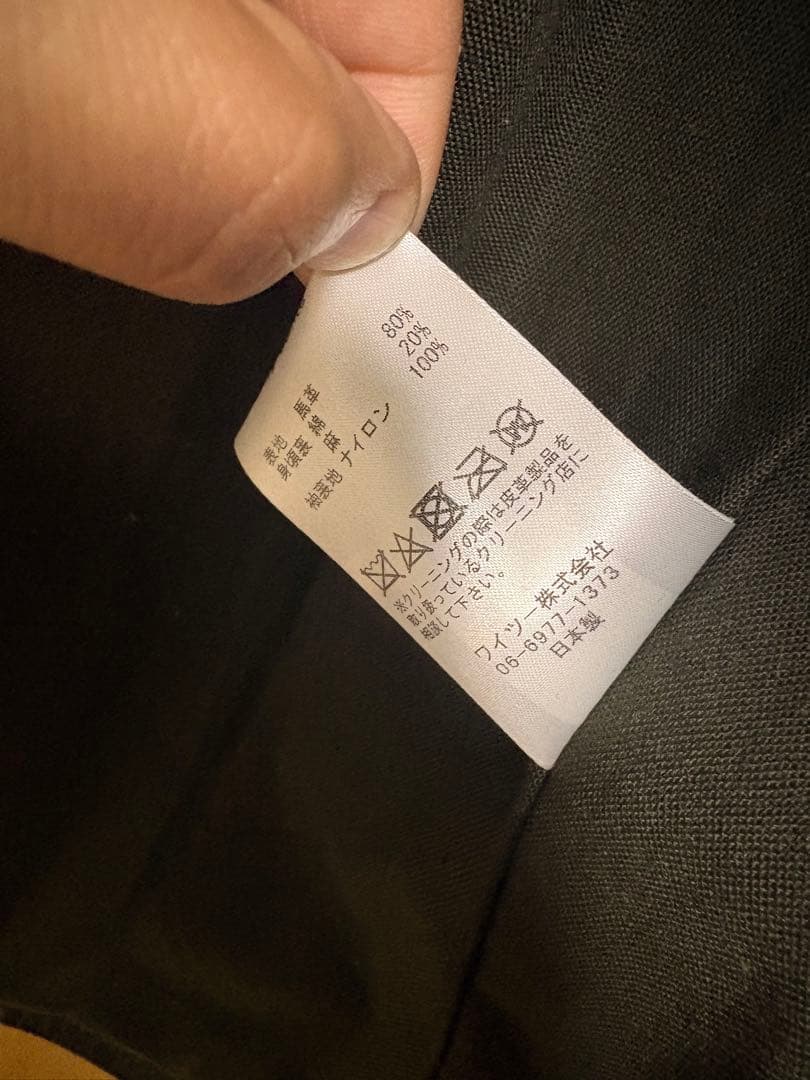 表地 馬革
身頃裏 綿 80%
麻 20%
袖裏地 ナイロン 100%
※クリーニングの際は皮革製品を
取り扱っているクリーニング店に
相談して下さい。
ワイツー株式会社
06-6977-1373
日本製